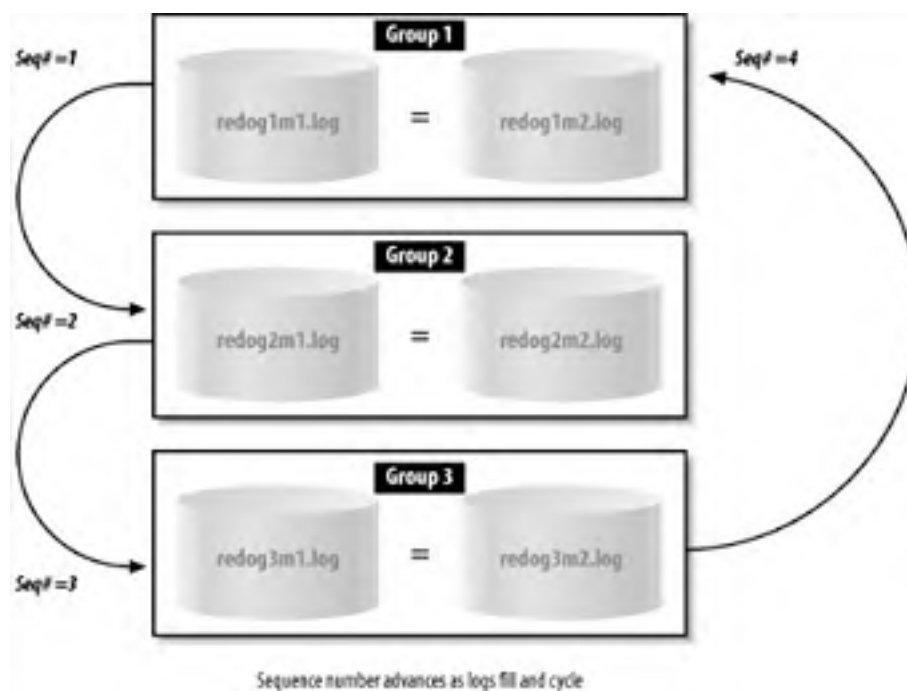 Group 1
Seq#=1
Seq#=4
redog1m1.log = redog1m2.log
Group 2
Seq#=2
redog2m1.log = redog2m2.log
Group 3
redog3m1.log = redog3m2.log
Seq#=3
Sequence number advances as logs fill and cycle